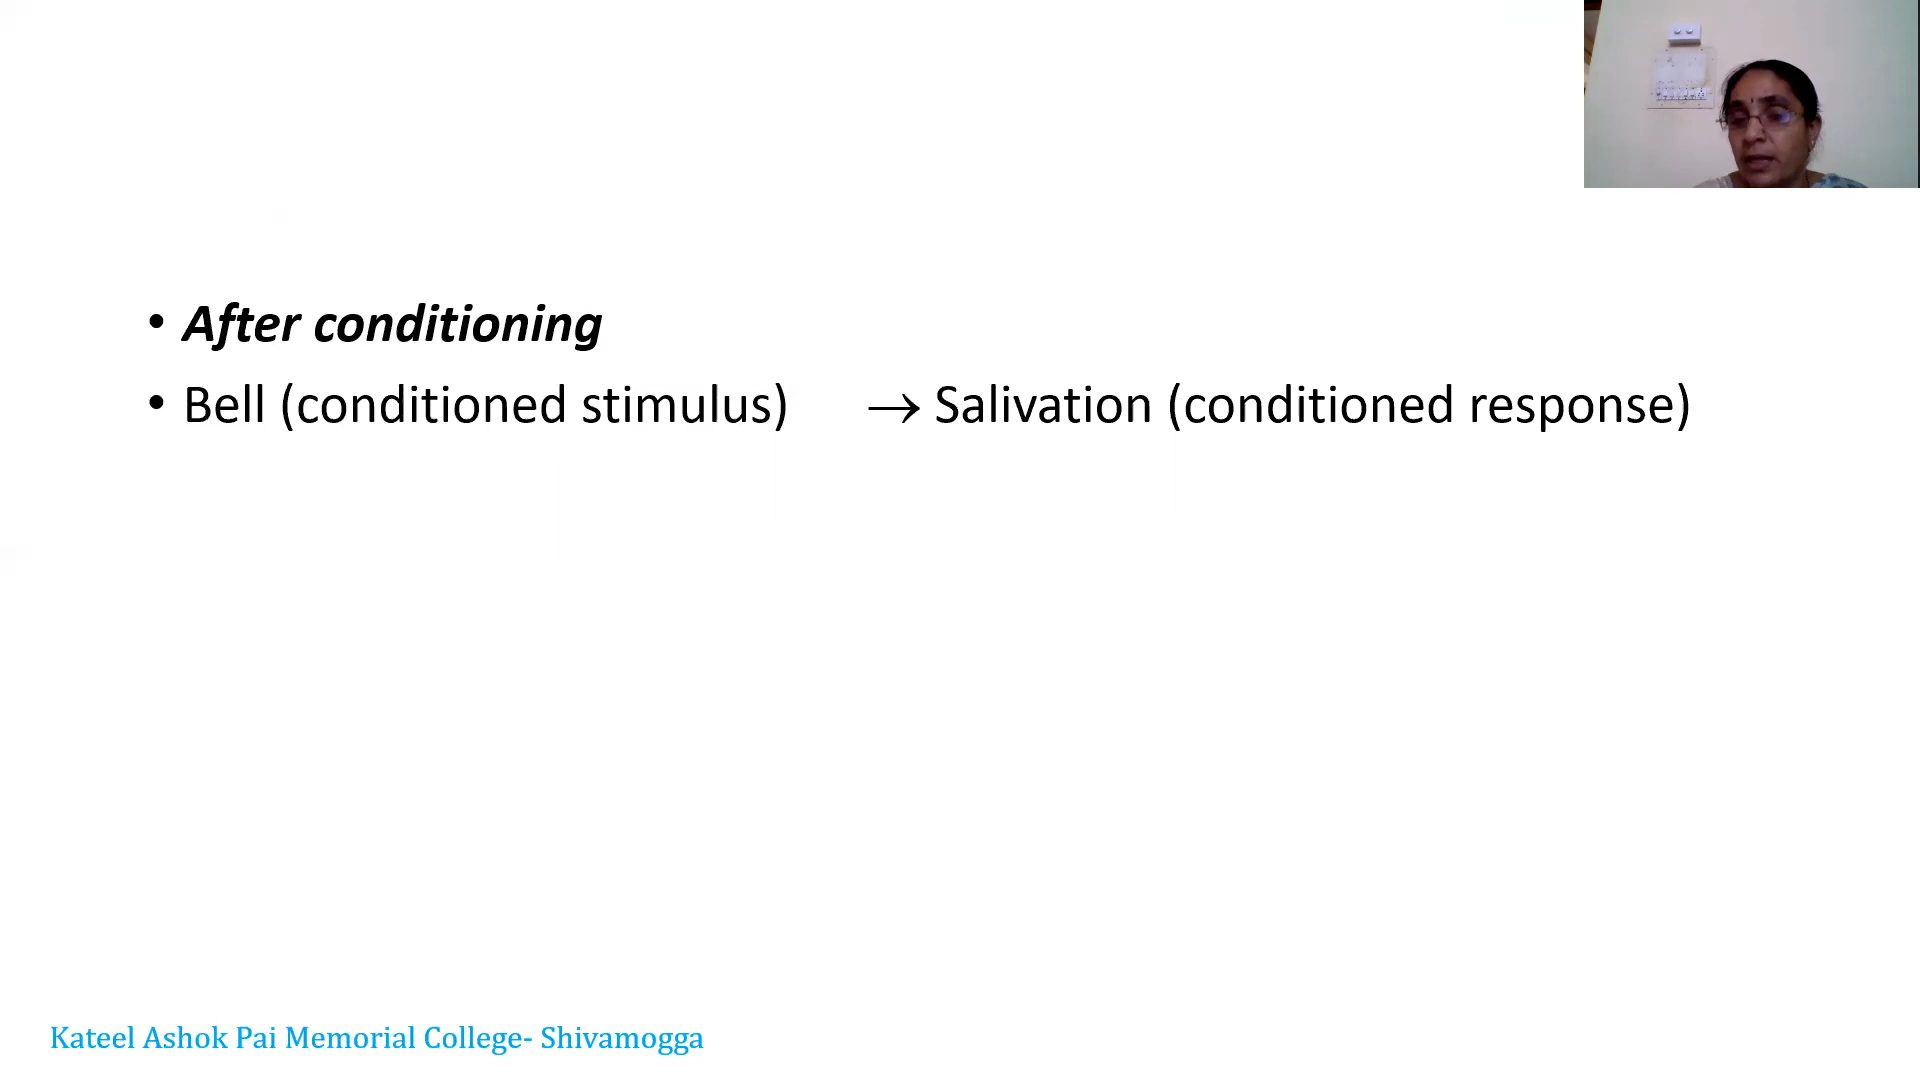 • After conditioning
• Bell (conditioned stimulus) → Salivation (conditioned response)
Kateel Ashok Pai Memorial College- Shivamogga